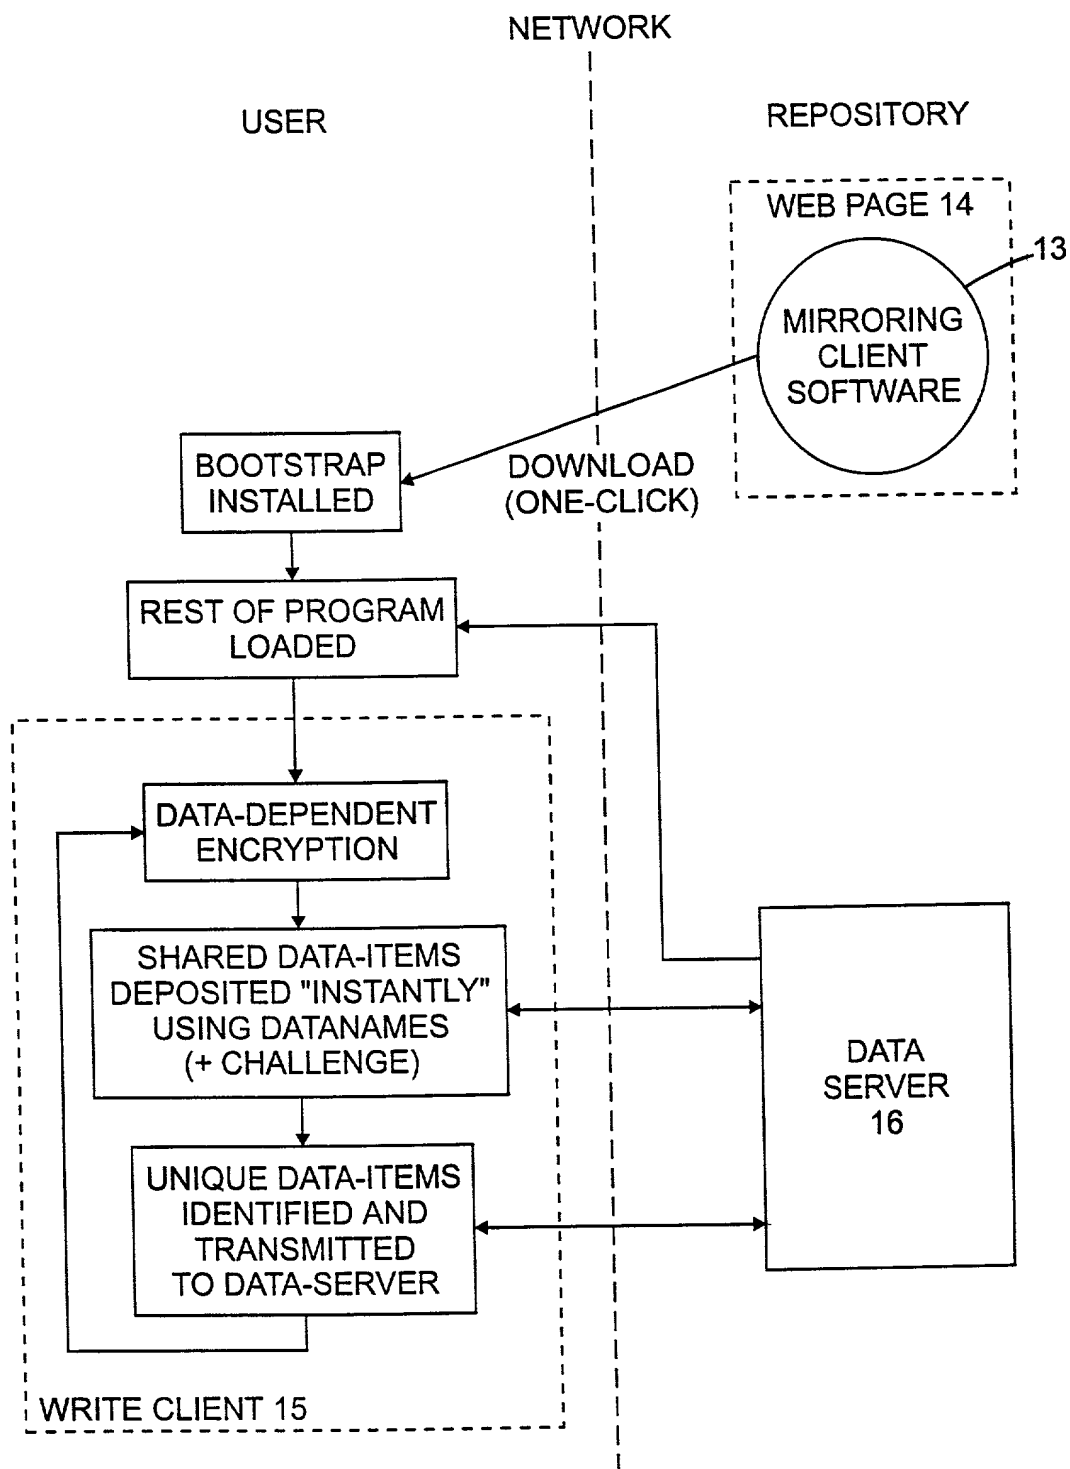 NETWORK
USER
REPOSITORY
WEB PAGE 14
13
MIRRORING
CLIENT
SOFTWARE
BOOTSTRAP
INSTALLED
DOWNLOAD
(ONE-CLICK)
REST OF PROGRAM
LOADED
DATA-DEPENDENT
ENCRYPTION
SHARED DATA-ITEMS
DEPOSITED "INSTANTLY"
USING DATANAMES
(+ CHALLENGE)
DATA
SERVER
16
UNIQUE DATA-ITEMS
IDENTIFIED AND
TRANSMITTED
TO DATA-SERVER
WRITE CLIENT 15